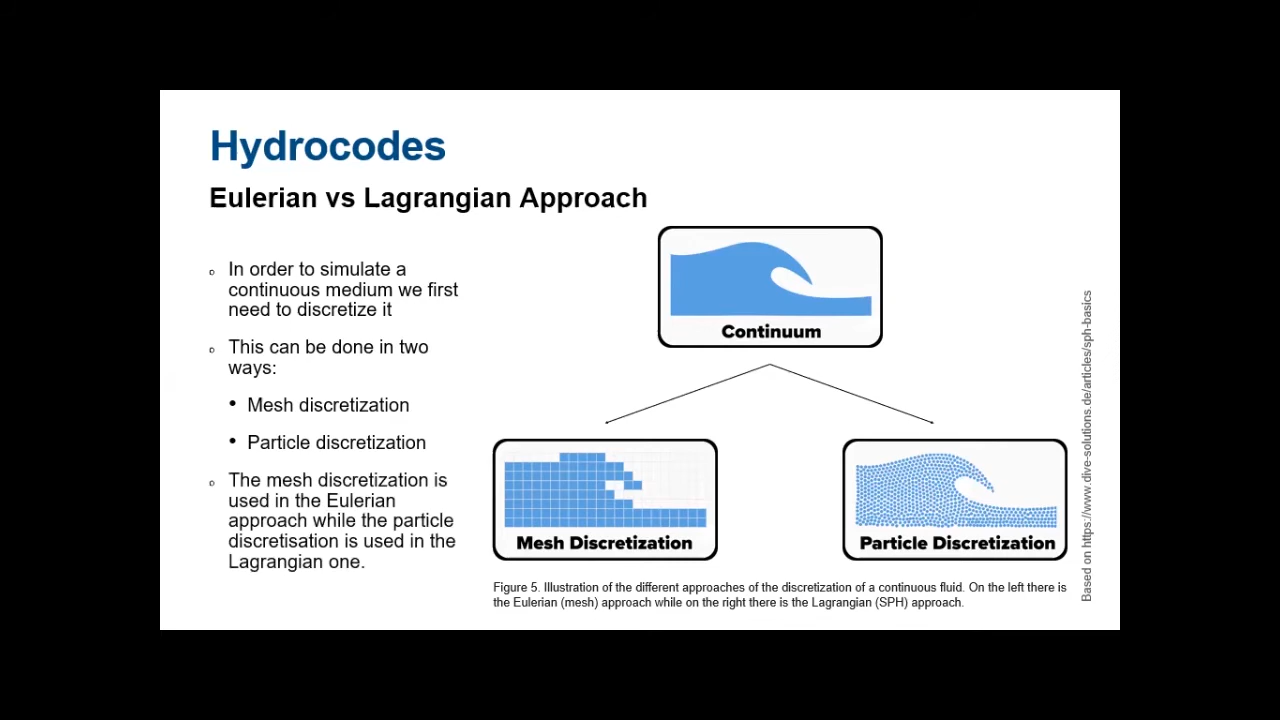 Hydrocodes
Eulerian vs Lagrangian Approach
In order to simulate a
continuous medium we first
need to discretize it
This can be done in two
ways:
• Mesh discretization
• Particle discretization
The mesh discretization is
used in the Eulerian
approach while the particle
discretisation is used in the
Lagrangian one.
Continuum
Mesh Discretization
Particle Discretization
Figure 5. Illustration of the different approaches of the discretization of a continuous fluid. On the left there is
the Eulerian (mesh) approach while on the right there is the Lagrangian (SPH) approach.
Based on https://www.dive-solutions.de/articles/sph-basics